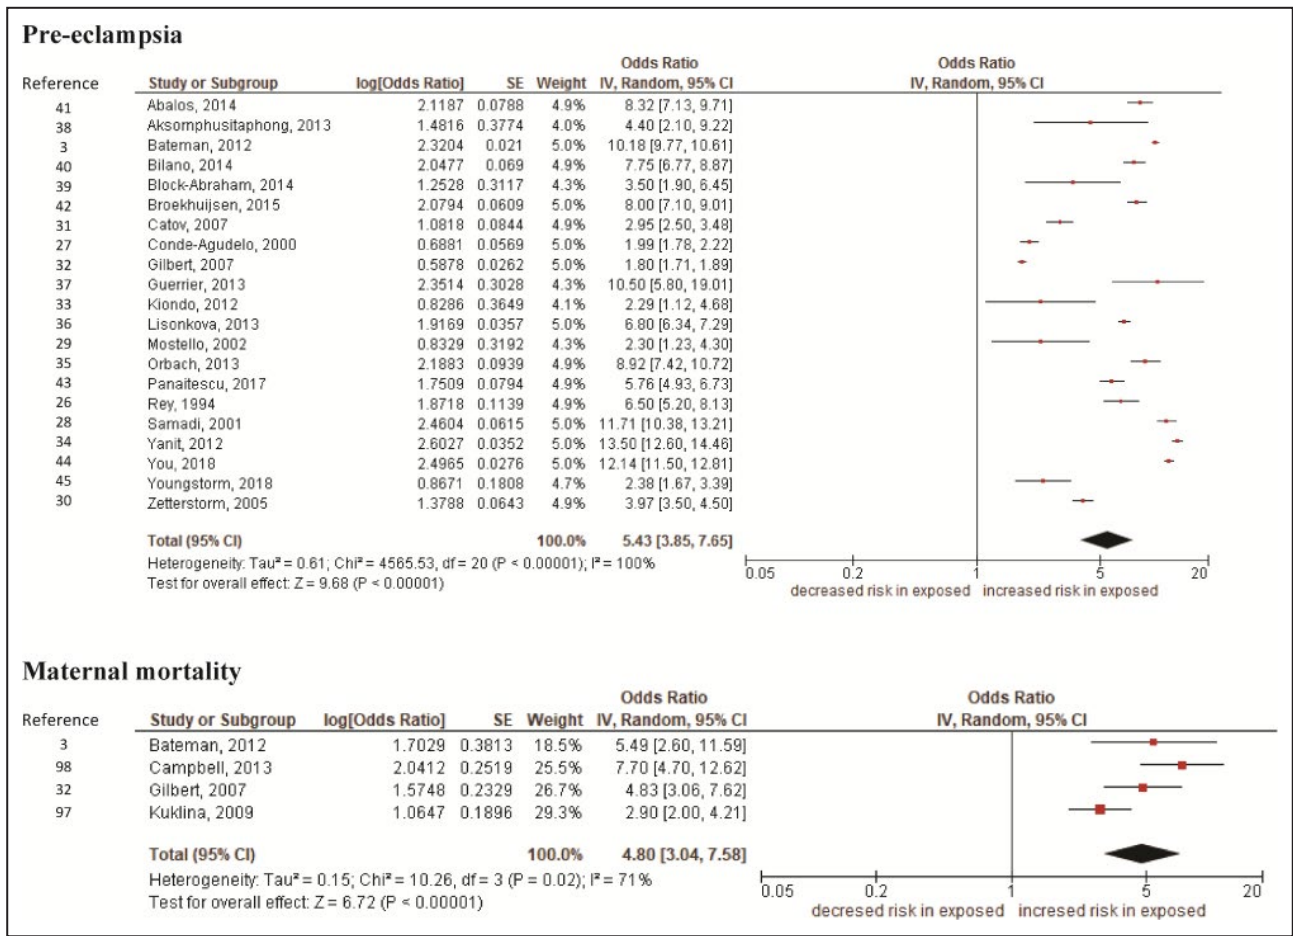 Pre-eclampsia
Odds Ratio Odds Ratio
Reference Study or Subgroup log[Odds Ratio] SE Weight IV, Random, 95% CI IV, Random, 95% CI
41 Abalos, 2014 2.1187 0.0788 4.9% 8.32 [7.13, 9.71]
38 Aksornphusitaphong, 2013 1.4816 0.3774 4.0% 4.40 [2.10, 9.22]
3 Bateman, 2012 2.3204 0.021 5.0% 10.18 [9.77, 10.61]
40 Bilano, 2014 2.0477 0.069 4.9% 7.75 [6.77, 8.87]
39 Block-Abraham, 2014 1.2528 0.3117 4.3% 3.50 [1.90, 6.45]
42 Broekhuijsen, 2015 2.0794 0.0609 4.9% 8.00 [7.10, 9.01]
31 Catov, 2007 1.0818 0.0844 4.9% 2.95 [2.50, 3.48]
27 Conde-Agudelo, 2000 0.6881 0.0569 5.0% 1.99 [1.78, 2.22]
32 Gilbert, 2007 0.5878 0.0262 5.0% 1.80 [1.71, 1.89]
37 Guerrier, 2013 2.3514 0.3028 4.3% 10.50 [5.80, 19.01]
33 Kiondo, 2012 0.8286 0.3649 4.1% 2.29 [1.12, 4.68]
36 Lisonkova, 2013 1.9169 0.0357 5.0% 6.80 [6.34, 7.29]
29 Mostello, 2002 0.8329 0.3192 4.3% 2.30 [1.23, 4.30]
35 Orbach, 2013 2.1883 0.0939 4.9% 8.92 [7.42, 10.72]
43 Panaitescu, 2017 1.7509 0.0794 4.9% 5.76 [4.93, 6.73]
26 Rey, 1994 1.8718 0.1139 4.9% 6.50 [5.20, 8.13]
28 Samadi, 2001 2.4604 0.0615 5.0% 11.71 [10.38, 13.21]
34 Yanit, 2012 2.6027 0.0352 5.0% 13.50 [12.60, 14.46]
44 You, 2018 2.4965 0.0276 5.0% 12.14 [11.50, 12.81]
45 Youngstorm, 2018 0.8671 0.1808 4.7% 2.38 [1.67, 3.39]
30 Zetterstorm, 2005 1.3788 0.0643 4.9% 3.97 [3.50, 4.50]
Total (95% CI) 100.0% 5.43 [3.85, 7.65]
Heterogeneity: Tau² = 0.61; Chi² = 4565.53, df = 20 (P < 0.00001); I² = 100%
Test for overall effect: Z = 9.68 (P < 0.00001)
0.05 0.2 1 5 20
decreased risk in exposed increased risk in exposed
Maternal mortality
Odds Ratio Odds Ratio
Reference Study or Subgroup log[Odds Ratio] SE Weight IV, Random, 95% CI IV, Random, 95% CI
3 Bateman, 2012 1.7029 0.3813 18.5% 5.49 [2.60, 11.59]
98 Campbell, 2013 2.0412 0.2519 25.5% 7.70 [4.70, 12.62]
32 Gilbert, 2007 1.5748 0.2329 26.7% 4.83 [3.06, 7.62]
97 Kuklina, 2009 1.0647 0.1896 29.3% 2.90 [2.00, 4.21]
Total (95% CI) 100.0% 4.80 [3.04, 7.58]
Heterogeneity: Tau² = 0.15; Chi² = 10.26, df = 3 (P = 0.02); I² = 71%
Test for overall effect: Z = 6.72 (P < 0.00001)
0.05 0.2 1 5 20
decresed risk in exposed incresed risk in exposed